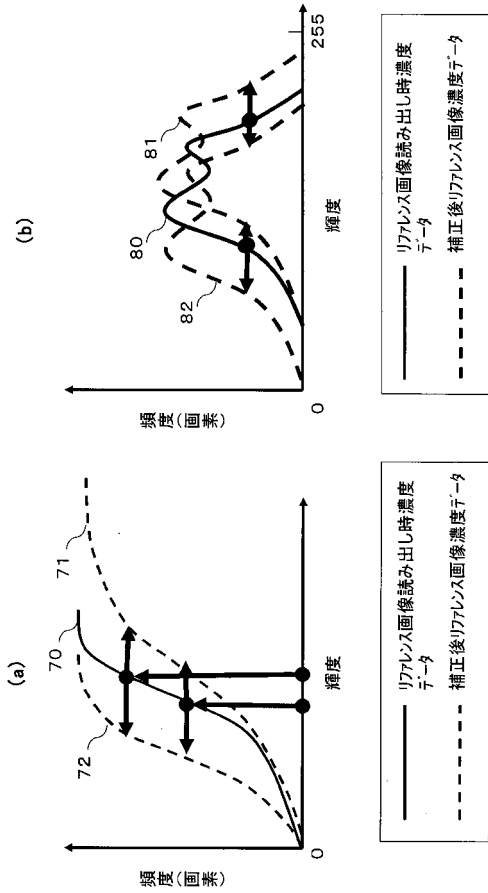 (a)
頻度(画素)
70
71
72
0
輝度
リファレンス画像読み出し時濃度
データ
補正後リファレンス画像濃度データ
(b)
頻度(画素)
80
81
82
0
255
輝度
リファレンス画像読み出し時濃度
データ
補正後リファレンス画像濃度データ